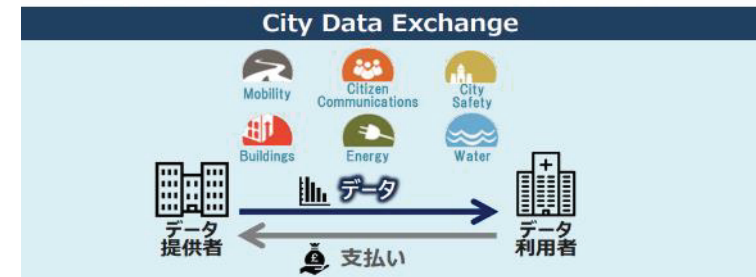 City Data Exchange
Mobility
Citizen
Communications
City
Safety
Buildings
Energy
Water
データ
データ
提供者
データ
利用者
£
支払い